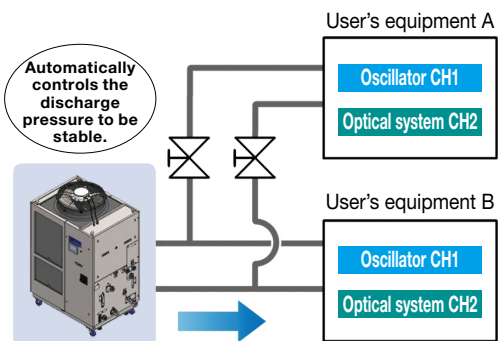 User's equipment A
Automatically
controls the
discharge
pressure to be
stable.
Oscillator CH1
Optical system CH2
User's equipment B
Oscillator CH1
Optical system CH2